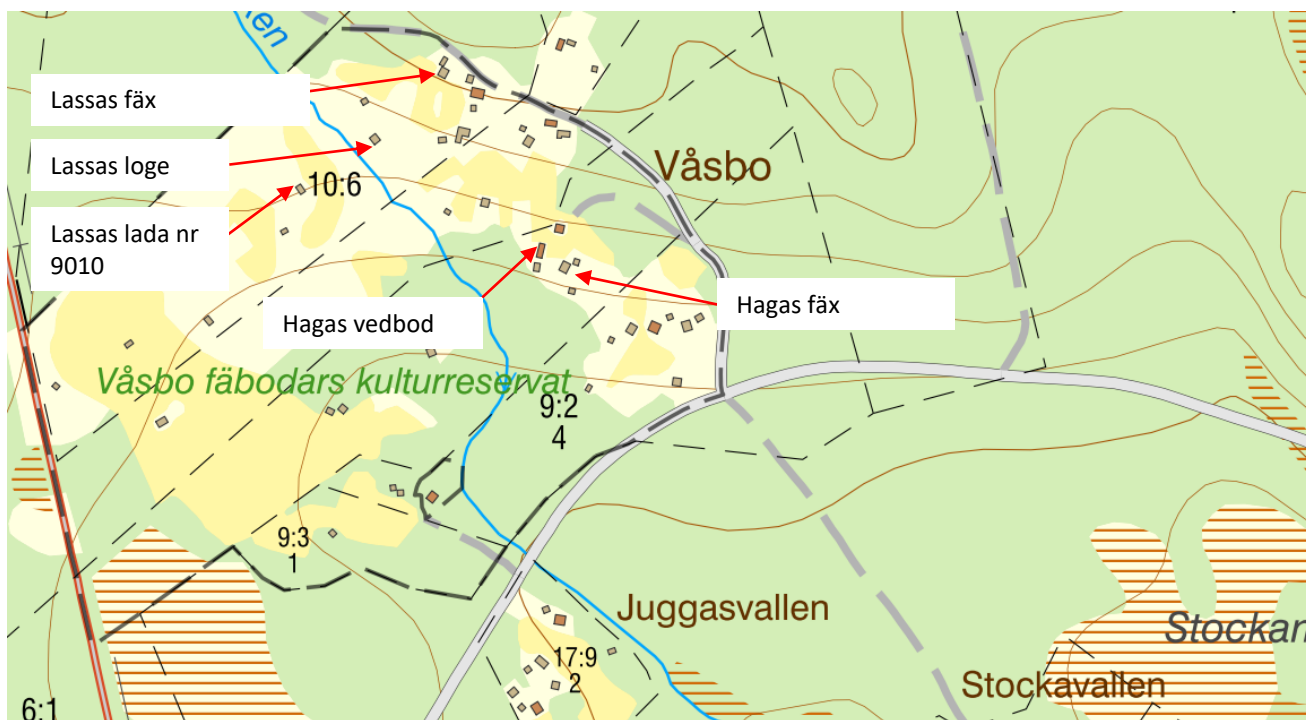 ken
Lassas fäx
Lassas loge
Våsbo
10:6
Lassas lada nr
9010
Hagas vedbod
Hagas fäx
Våsbo fäbodars kulturreservat
9:2
4
9:3
1
Juggasvallen
17:9
2
Stockan
Stockavallen
6:1